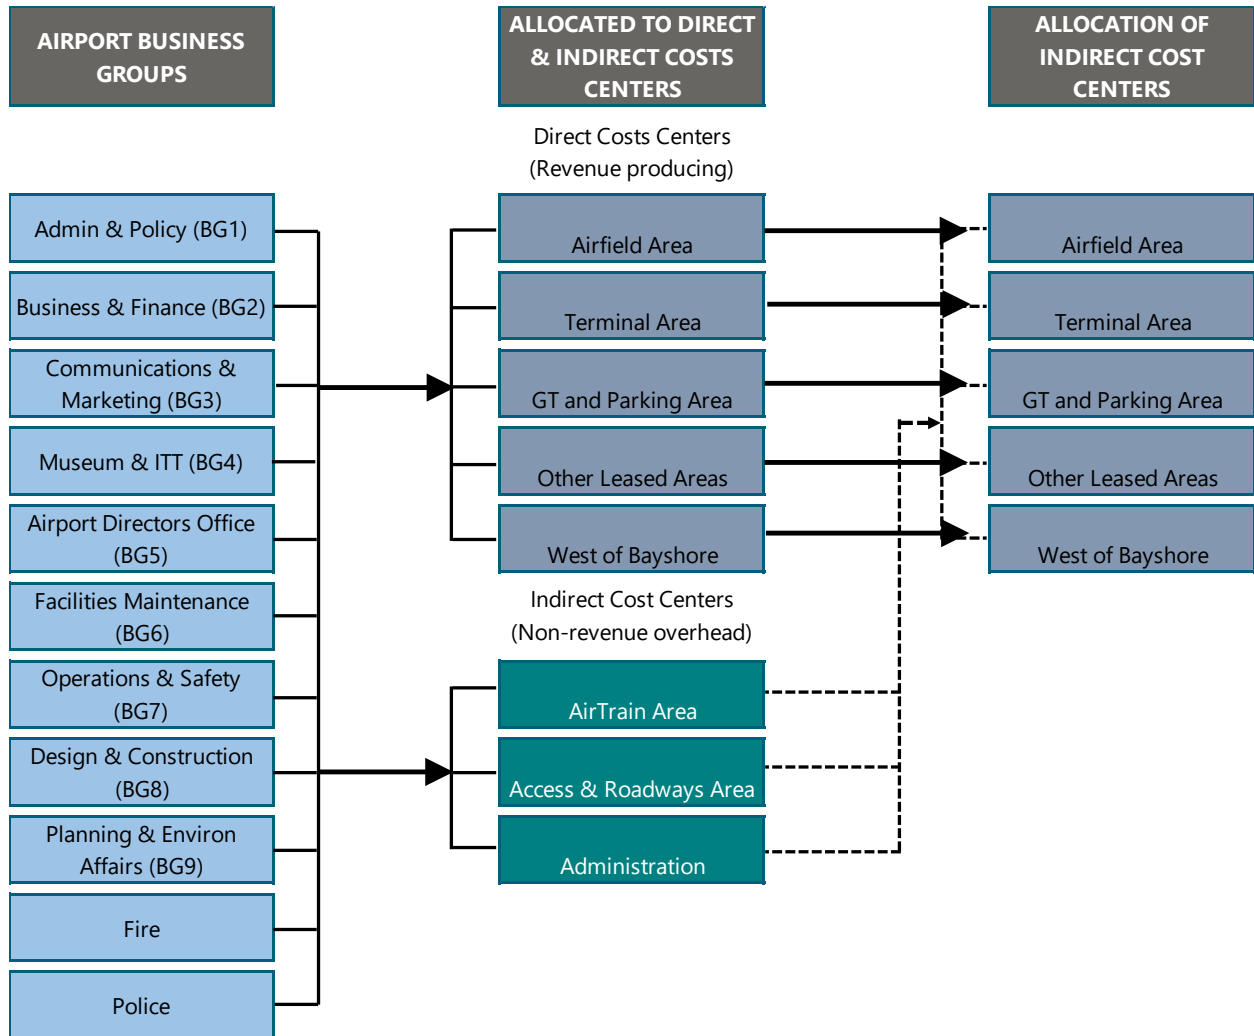 AIRPORT BUSINESS
GROUPS
ALLOCATED TO DIRECT
& INDIRECT COSTS
CENTERS
ALLOCATION OF
INDIRECT COST
CENTERS
Direct Costs Centers
(Revenue producing)
Admin & Policy (BG1)
Business & Finance (BG2)
Communications &
Marketing (BG3)
Museum & ITT (BG4)
Airport Directors Office
(BG5)
Facilities Maintenance
(BG6)
Operations & Safety
(BG7)
Design & Construction
(BG8)
Planning & Environ
Affairs (BG9)
Fire
Police
Airfield Area
Terminal Area
GT and Parking Area
Other Leased Areas
West of Bayshore
Indirect Cost Centers
(Non-revenue overhead)
AirTrain Area
Access & Roadways Area
Administration
Airfield Area
Terminal Area
GT and Parking Area
Other Leased Areas
West of Bayshore